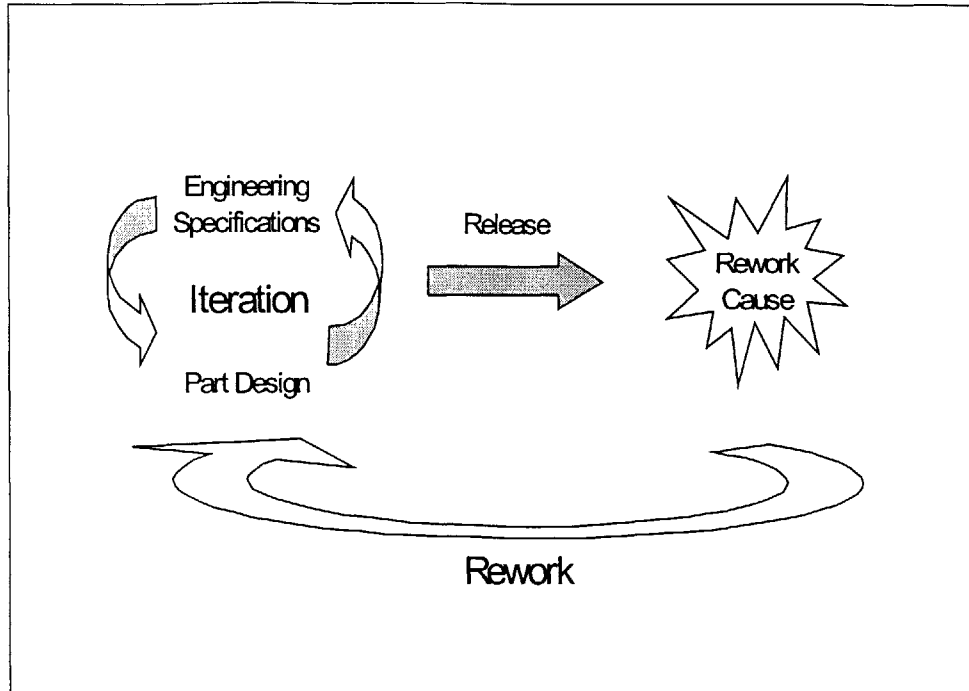 Engineering
Specifications
Iteration
Part Design
Release
Rework
Cause
Rework